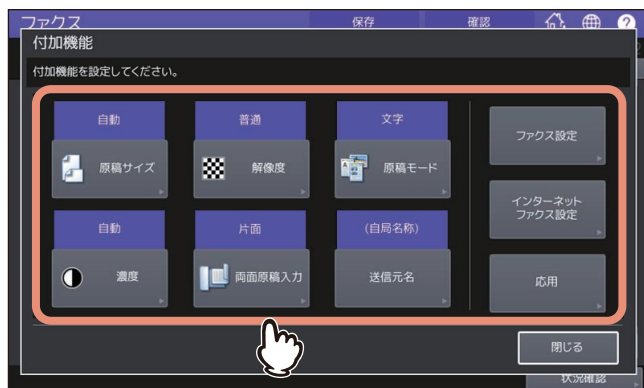 ファクス
保存
確認
?
付加機能
付加機能を設定してください。
自動
原稿サイズ
普通
解像度
文字
原稿モード
自動
濃度
片面
両面原稿入力
(自局名称)
送信元名
ファクス設定
インターネット
ファクス設定
応用
閉じる
状況確認